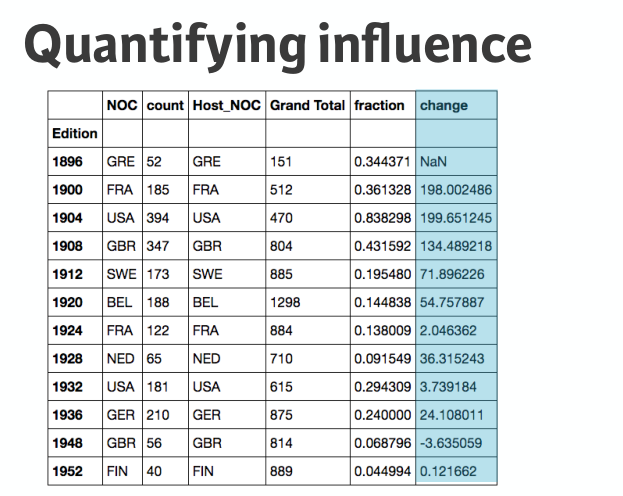 Quantifying influence
NOC count Host_NOC Grand Total fraction change
Edition
1896 GRE 52 GRE 151 0.344371 NaN
1900 FRA 185 FRA 512 0.361328 198.002486
1904 USA 394 USA 470 0.838298 199.651245
1908 GBR 347 GBR 804 0.431592 134.489218
1912 SWE 173 SWE 885 0.195480 71.896226
1920 BEL 188 BEL 1298 0.144838 54.757887
1924 FRA 122 FRA 884 0.138009 2.046362
1928 NED 65 NED 710 0.091549 36.315243
1932 USA 181 USA 615 0.294309 3.739184
1936 GER 210 GER 875 0.240000 24.108011
1948 GBR 56 GBR 814 0.068796 -3.635059
1952 FIN 40 FIN 889 0.044994 0.121662